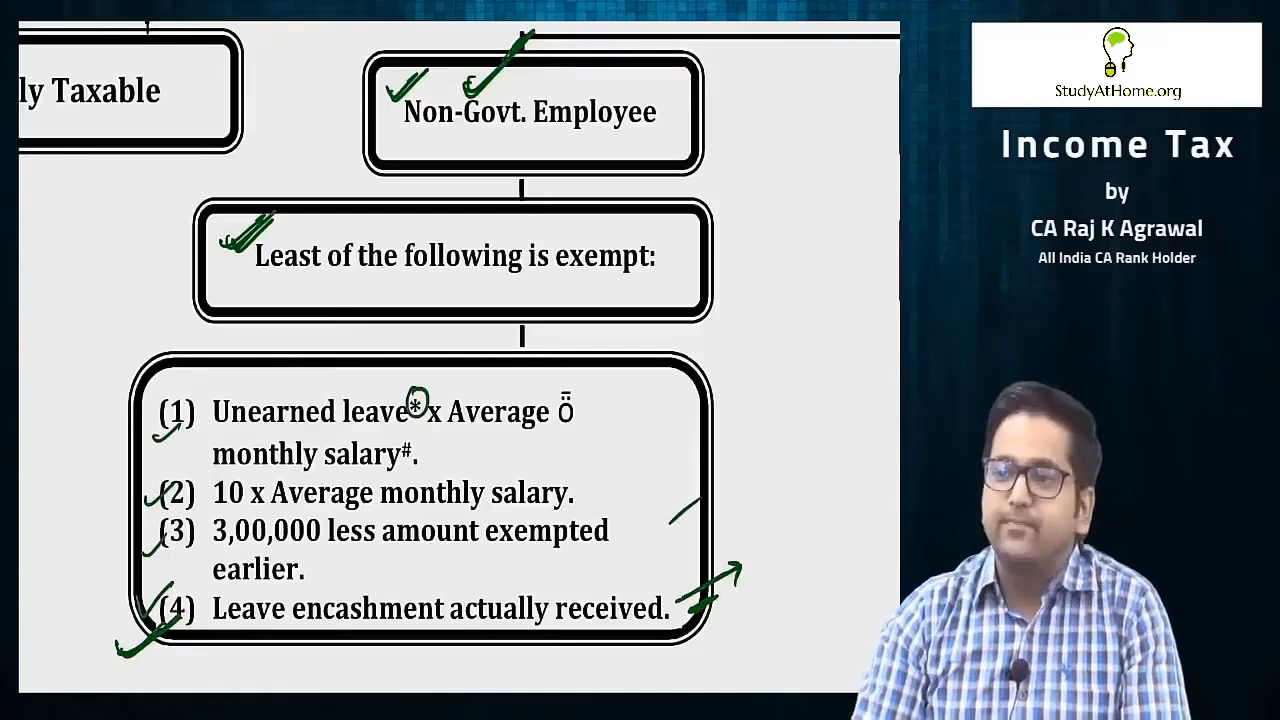 ly Taxable
Non-Govt. Employee
Least of the following is exempt:
(1) Unearned leave* x Average Ö
monthly salary#.
(2) 10 x Average monthly salary.
(3) 3,00,000 less amount exempted
earlier.
(4) Leave encashment actually received.
StudyAtHome.org
Income Tax
by
CA Raj K Agrawal
All India CA Rank Holder